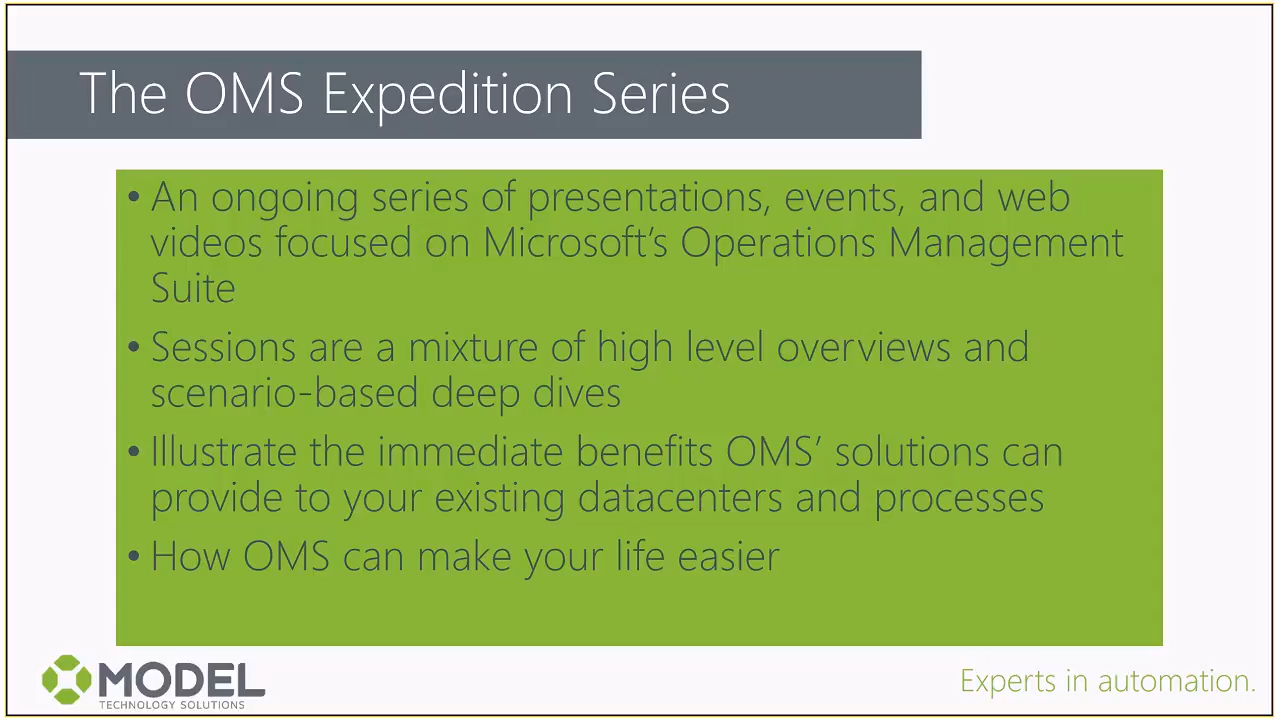 The OMS Expedition Series
• An ongoing series of presentations, events, and web
videos focused on Microsoft’s Operations Management
Suite
• Sessions are a mixture of high level overviews and
scenario-based deep dives
• Illustrate the immediate benefits OMS’ solutions can
provide to your existing datacenters and processes
• How OMS can make your life easier
MODEL
TECHNOLOGY SOLUTIONS
Experts in automation.